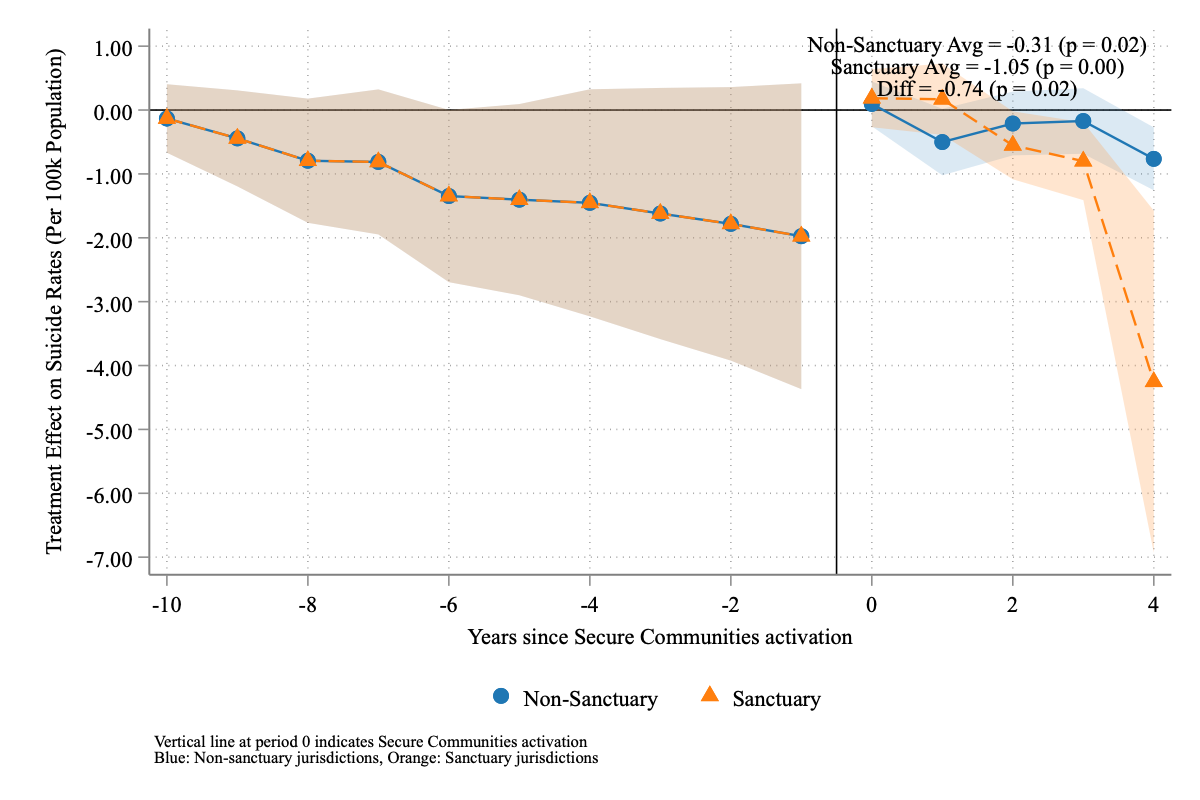 Treatment Effect on Suicide Rates (Per 100k Population)
1.00
0.00
-1.00
-2.00
-3.00
-4.00
-5.00
-6.00
-7.00
Non-Sanctuary Avg = -0.31 (p = 0.02)
Sanctuary Avg = -1.05 (p = 0.00)
Diff = -0.74 (p = 0.02)
-10 -8 -6 -4 -2 0 2 4
Years since Secure Communities activation
Non-Sanctuary Sanctuary
Vertical line at period 0 indicates Secure Communities activation
Blue: Non-sanctuary jurisdictions, Orange: Sanctuary jurisdictions